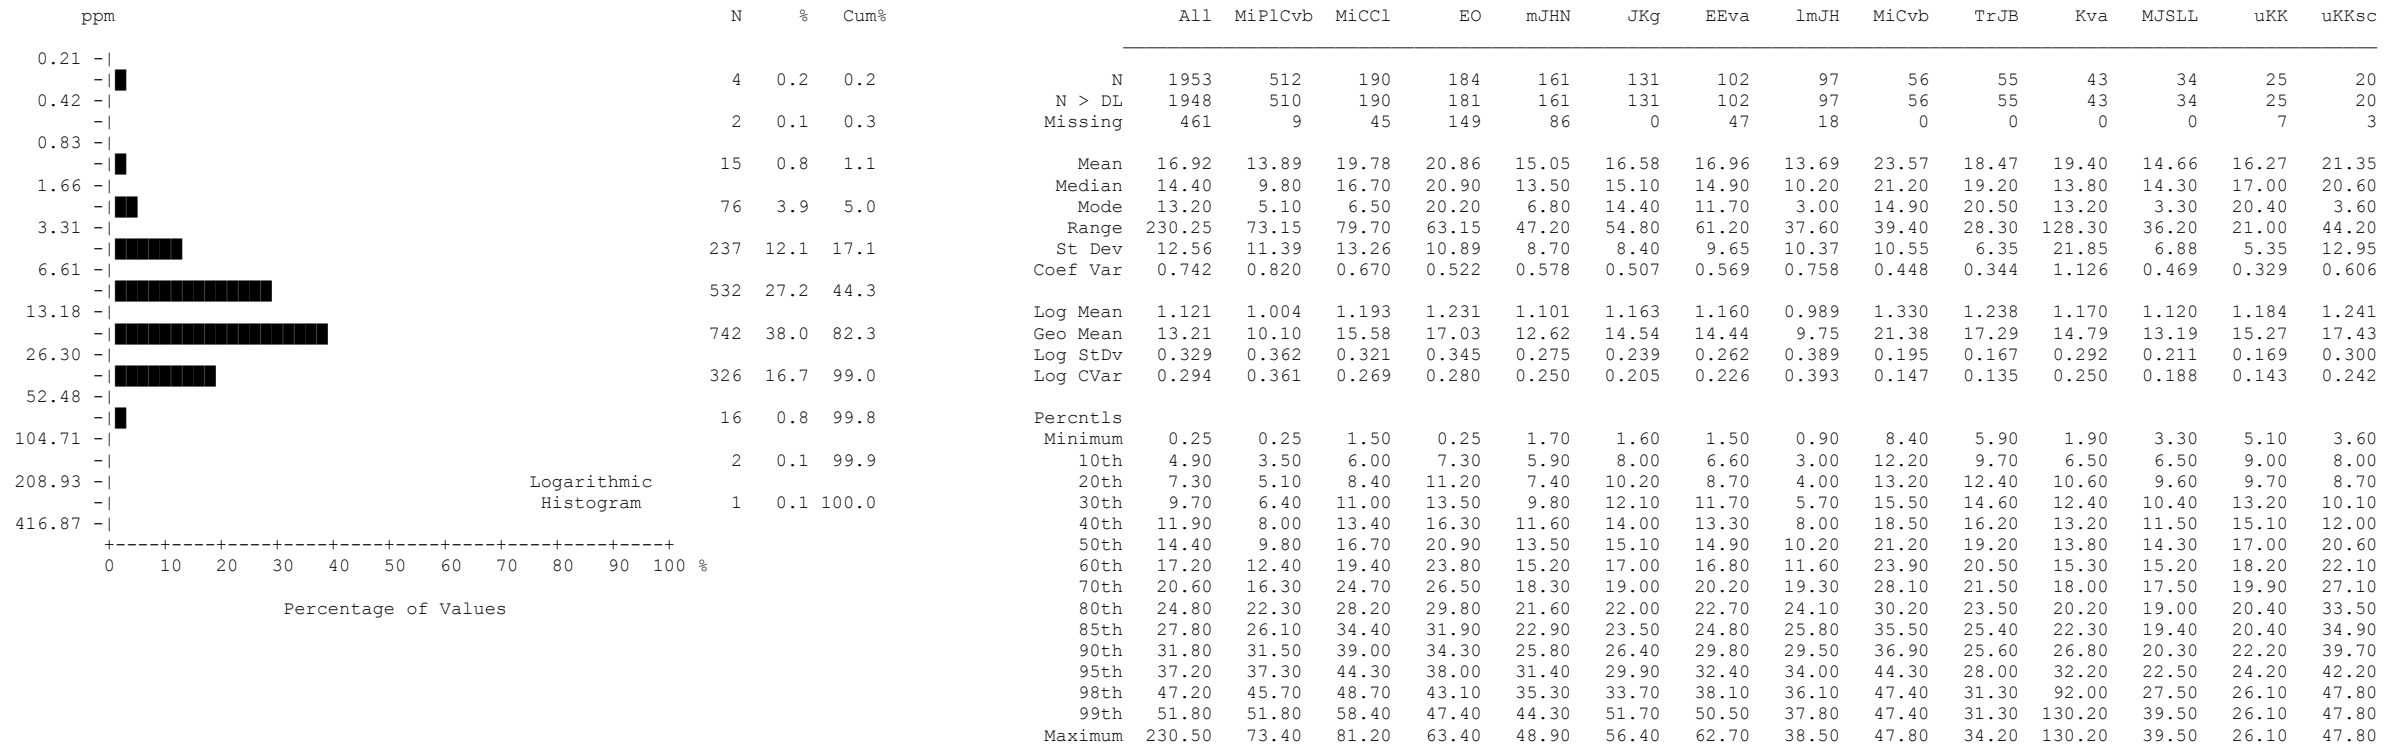 ppm N % Cum% All MiPlCvb MiCCl EO mJHN JKg EEva lmJH MiCvb TrJB Kva MJSLL uKK uKKsc
0.21 -|
-| 4 0.2 0.2 N 1953 512 190 184 161 131 102 97 56 55 43 34 25 20
0.42 -| N > DL 1948 510 190 181 161 131 102 97 56 55 43 34 25 20
-| 2 0.1 0.3 Missing 461 9 45 149 86 0 47 18 0 0 0 0 7 3
0.83 -|
-| 15 0.8 1.1 Mean 16.92 13.89 19.78 20.86 15.05 16.58 16.96 13.69 23.57 18.47 19.40 14.66 16.27 21.35
1.66 -| Median 14.40 9.80 16.70 20.90 13.50 15.10 14.90 10.20 21.20 19.20 13.80 14.30 17.00 20.60
-| 76 3.9 5.0 Mode 13.20 5.10 6.50 20.20 6.80 14.40 11.70 3.00 14.90 20.50 13.20 3.30 20.40 3.60
3.31 -| Range 230.25 73.15 79.70 63.15 47.20 54.80 61.20 37.60 39.40 28.30 128.30 36.20 21.00 44.20
-| 237 12.1 17.1 St Dev 12.56 11.39 13.26 10.89 8.70 8.40 9.65 10.37 10.55 6.35 21.85 6.88 5.35 12.95
6.61 -| Coef Var 0.742 0.820 0.670 0.522 0.578 0.507 0.569 0.758 0.448 0.344 1.126 0.469 0.329 0.606
-| 532 27.2 44.3
13.18 -| Log Mean 1.121 1.004 1.193 1.231 1.101 1.163 1.160 0.989 1.330 1.238 1.170 1.120 1.184 1.241
-| 742 38.0 82.3 Geo Mean 13.21 10.10 15.58 17.03 12.62 14.54 14.44 9.75 21.38 17.29 14.79 13.19 15.27 17.43
26.30 -| Log StDv 0.329 0.362 0.321 0.345 0.275 0.239 0.262 0.389 0.195 0.167 0.292 0.211 0.169 0.300
-| 326 16.7 99.0 Log CVar 0.294 0.361 0.269 0.280 0.250 0.205 0.226 0.393 0.147 0.135 0.250 0.188 0.143 0.242
52.48 -|
-| 16 0.8 99.8 Percntls
104.71 -| Minimum 0.25 0.25 1.50 0.25 1.70 1.60 1.50 0.90 8.40 5.90 1.90 3.30 5.10 3.60
-| 2 0.1 99.9 10th 4.90 3.50 6.00 7.30 5.90 8.00 6.60 3.00 12.20 9.70 6.50 6.50 9.00 8.00
208.93 -| Logarithmic 20th 7.30 5.10 8.40 11.20 7.40 10.20 8.70 4.00 13.20 12.40 10.60 9.60 9.70 8.70
-| Histogram 1 0.1 100.0 30th 9.70 6.40 11.00 13.50 9.80 12.10 11.70 5.70 15.50 14.60 12.40 10.40 13.20 10.10
416.87 -| 40th 11.90 8.00 13.40 16.30 11.60 14.00 13.30 8.00 18.50 16.20 13.20 11.50 15.10 12.00
+----+----+----+----+----+----+----+----+----+----+ 50th 14.40 9.80 16.70 20.90 13.50 15.10 14.90 10.20 21.20 19.20 13.80 14.30 17.00 20.60
0 10 20 30 40 50 60 70 80 90 100 % 60th 17.20 12.40 19.40 23.80 15.20 17.00 16.80 11.60 23.90 20.50 15.30 15.20 18.20 22.10
70th 20.60 16.30 24.70 26.50 18.30 19.00 20.20 19.30 28.10 21.50 18.00 17.50 19.90 27.10
Percentage of Values 80th 24.80 22.30 28.20 29.80 21.60 22.00 22.70 24.10 30.20 23.50 20.20 19.00 20.40 33.50
85th 27.80 26.10 34.40 31.90 22.90 23.50 24.80 25.80 35.50 25.40 22.30 19.40 20.40 34.90
90th 31.80 31.50 39.00 34.30 25.80 26.40 29.80 29.50 36.90 25.60 26.80 20.30 22.20 39.70
95th 37.20 37.30 44.30 38.00 31.40 29.90 32.40 34.00 44.30 28.00 32.20 22.50 24.20 42.20
98th 47.20 45.70 48.70 43.10 35.30 33.70 38.10 36.10 47.40 31.30 92.00 27.50 26.10 47.80
99th 51.80 51.80 58.40 47.40 44.30 51.70 50.50 37.80 47.40 31.30 130.20 39.50 26.10 47.80
Maximum 230.50 73.40 81.20 63.40 48.90 56.40 62.70 38.50 47.80 34.20 130.20 39.50 26.10 47.80